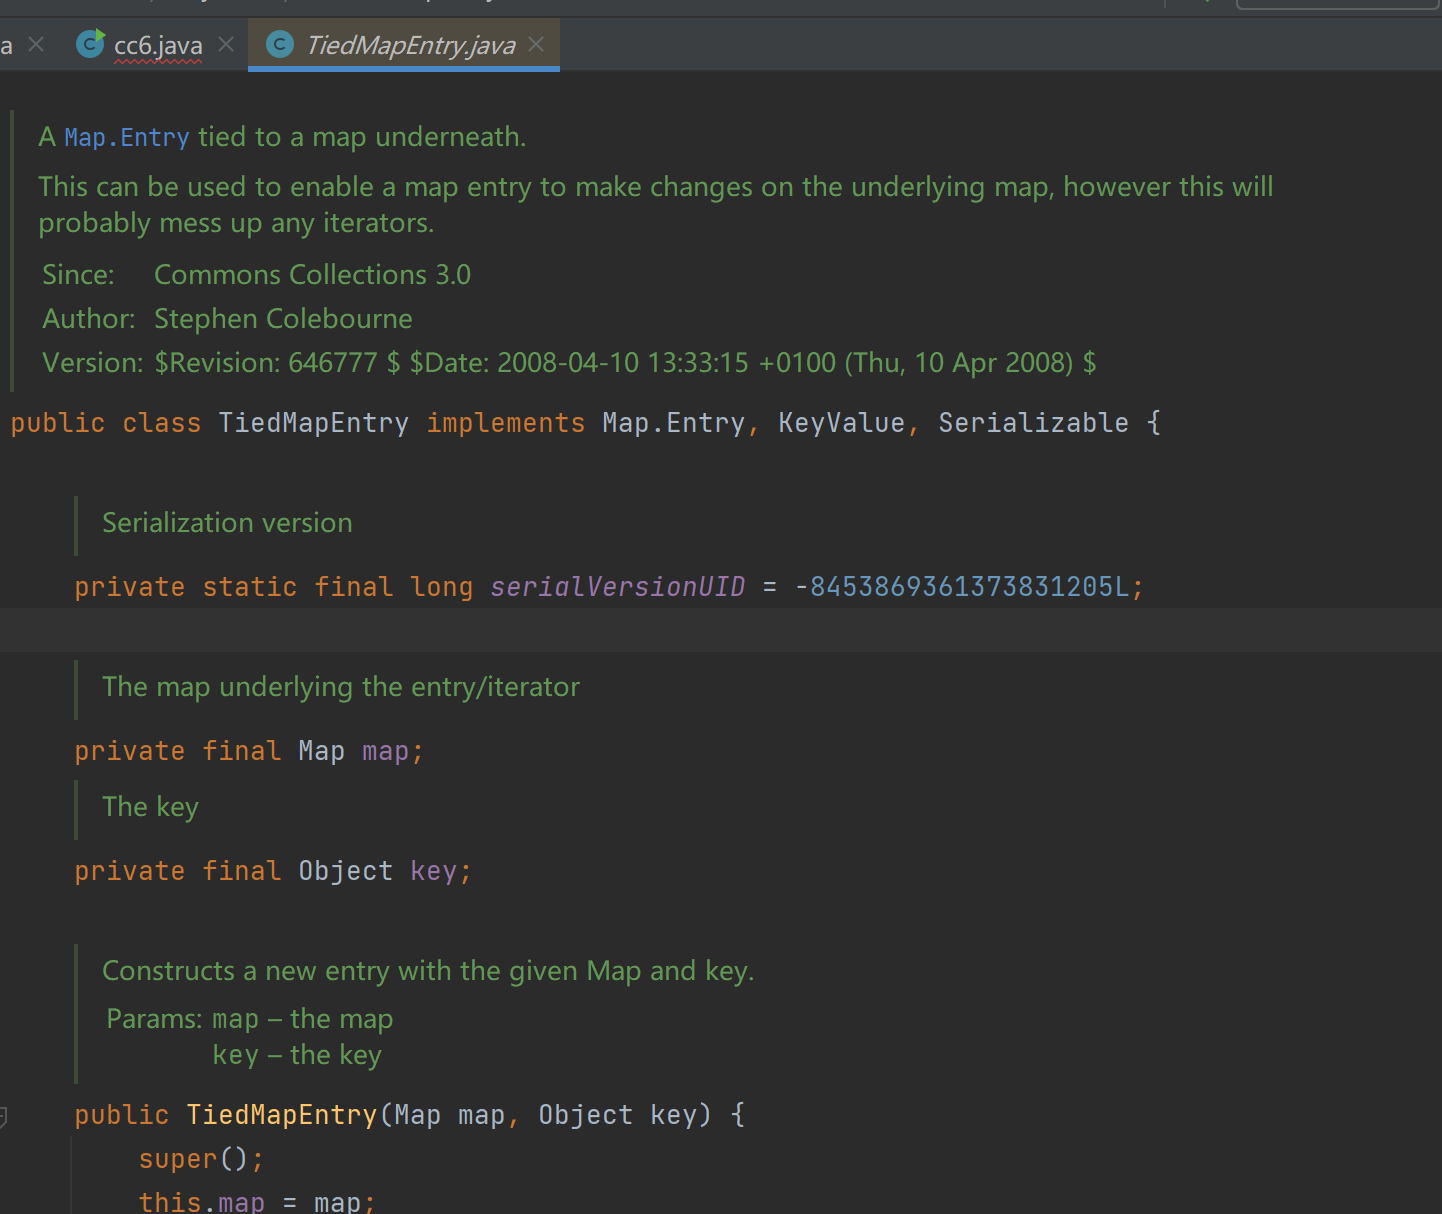 a
cc6.java
TiedMapEntry.java
A Map.Entry tied to a map underneath.
This can be used to enable a map entry to make changes on the underlying map, however this will
probably mess up any iterators.
Since: Commons Collections 3.0
Author: Stephen Colebourne
Version: $Revision: 646777 $ $Date: 2008-04-10 13:33:15 +0100 (Thu, 10 Apr 2008) $
public class TiedMapEntry implements Map.Entry, KeyValue, Serializable {
Serialization version
private static final long serialVersionUID = -8453869361373831205L;
The map underlying the entry/iterator
private final Map map;
The key
private final Object key;
Constructs a new entry with the given Map and key.
Params: map – the map
key – the key
public TiedMapEntry(Map map, Object key) {
super();
this.map = map;